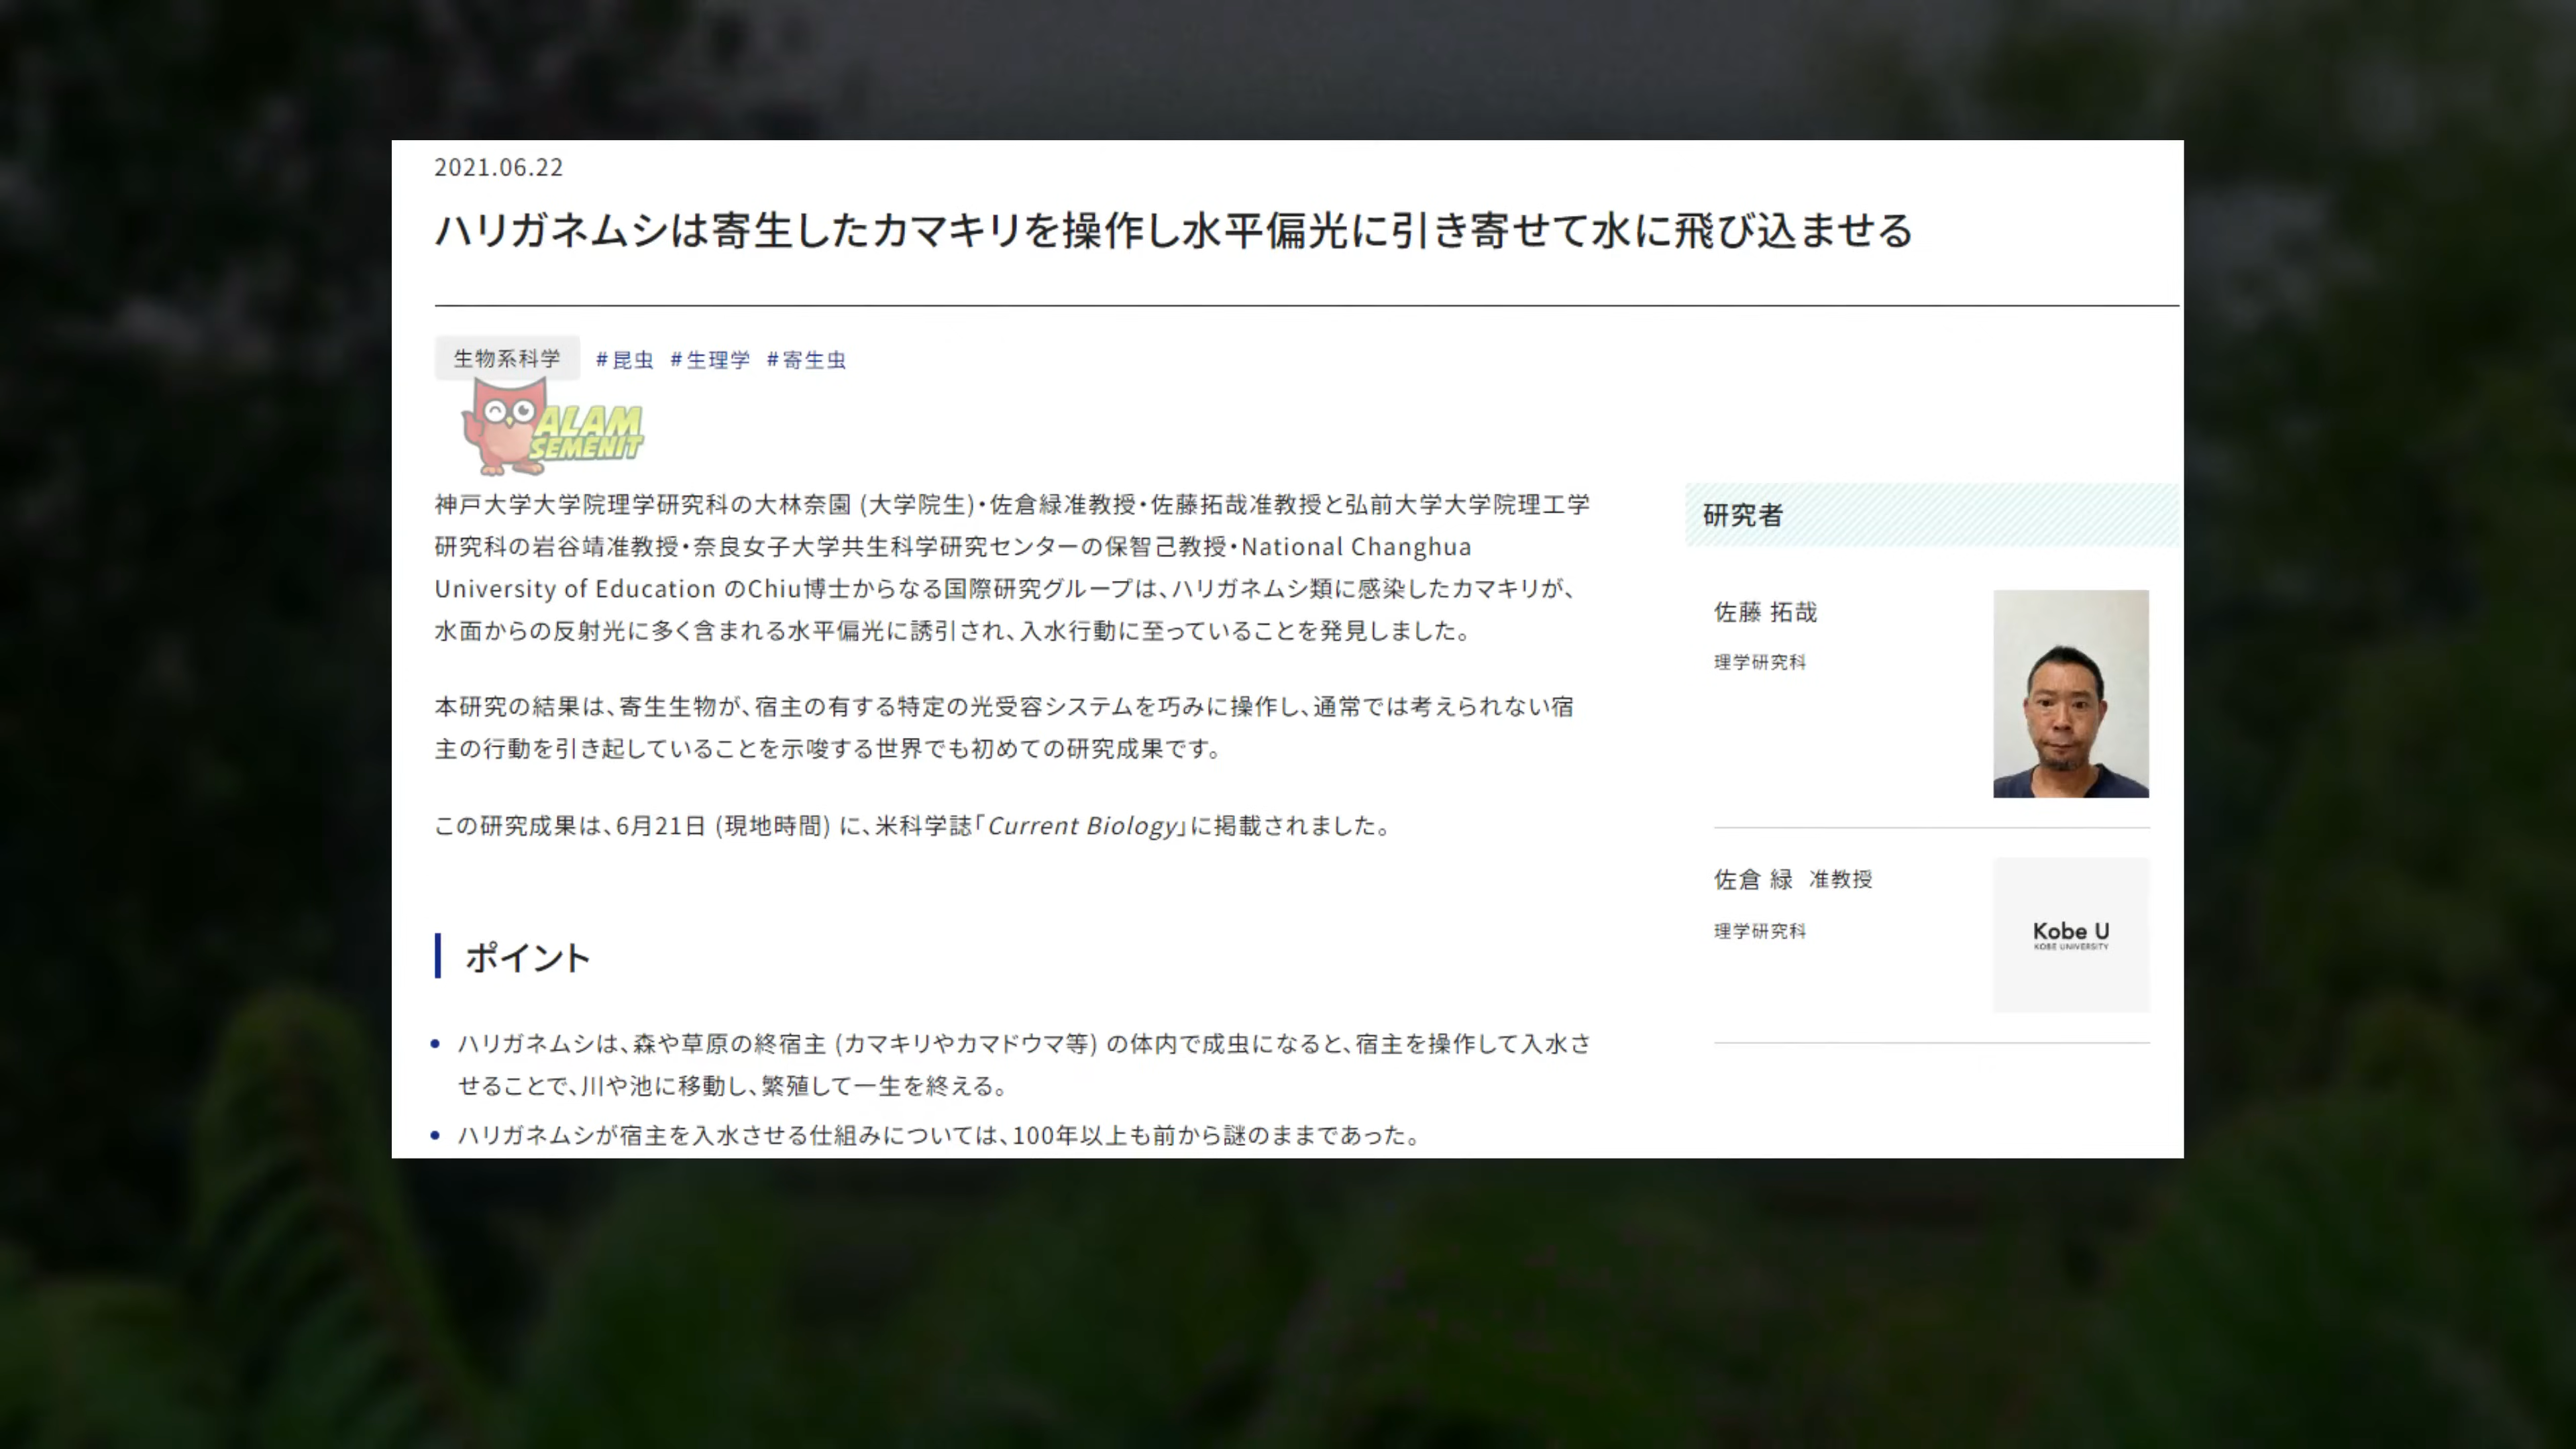 2021.06.22
ハリガネムシは寄生したカマキリを操作し水平偏光に引き寄せて水に飛び込ませる
生物系科学 #昆虫 #生理学 #寄生虫
ALAM
SEMENIT
神戸大学大学院理学研究科の大林奈園 (大学院生)・佐倉緑准教授・佐藤拓哉准教授と弘前大学大学院理工学
研究科の岩谷靖准教授・奈良女子大学共生科学研究センターの保智己教授・National Changhua
University of Education のChiu博士からなる国際研究グループは、ハリガネムシ類に感染したカマキリが、
水面からの反射光に多く含まれる水平偏光に誘引され、入水行動に至っていることを発見しました。
本研究の結果は、寄生生物が、宿主の有する特定の光受容システムを巧みに操作し、通常では考えられない宿
主の行動を引き起していることを示唆する世界でも初めての研究成果です。
この研究成果は、6月21日 (現地時間) に、米科学誌「Current Biology」に掲載されました。
ポイント
ハリガネムシは、森や草原の終宿主 (カマキリやカマドウマ等) の体内で成虫になると、宿主を操作して入水さ
せることで、川や池に移動し、繁殖して一生を終える。
ハリガネムシが宿主を入水させる仕組みについては、100年以上も前から謎のままであった。
研究者
佐藤 拓哉
理学研究科
佐倉 緑 准教授
理学研究科
Kobe U
KOBE UNIVERSITY